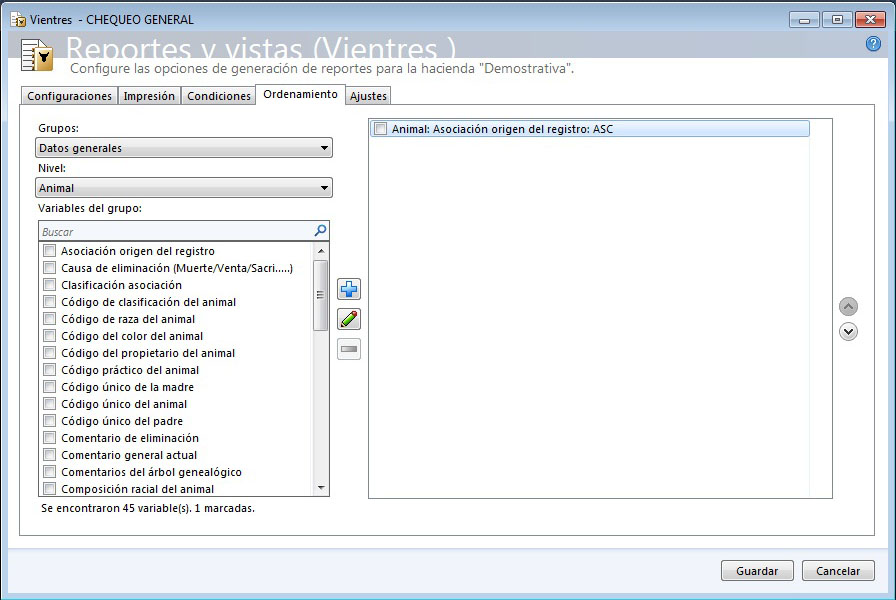 Vientres - CHEQUEO GENERAL
Reportes y vistas (Vientres )
Configure las opciones de generación de reportes para la hacienda "Demostrativa".
Configuraciones Impresión Condiciones Ordenamiento Ajustes
Grupos:
Datos generales
Nivel:
Animal
Variables del grupo:
Buscar
Asociación origen del registro
Causa de eliminación (Muerte/Venta/Sacri.....)
Clasificación asociación
Código de clasificación del animal
Código de raza del animal
Código del color del animal
Código del propietario del animal
Código práctico del animal
Código único de la madre
Código único del animal
Código único del padre
Comentario de eliminación
Comentario general actual
Comentarios del árbol genealógico
Composición racial del animal
Se encontraron 45 variable(s). 1 marcadas.
Animal: Asociación origen del registro: ASC
Guardar Cancelar